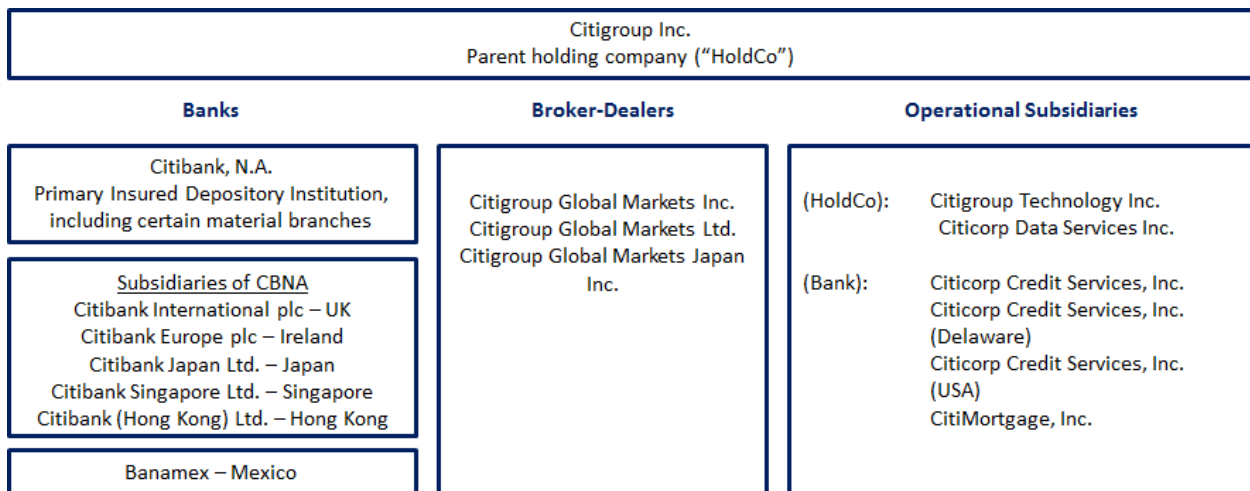 Citigroup Inc.
Parent holding company (“HoldCo”)
Banks
Citibank, N.A.
Primary Insured Depository Institution,
including certain material branches
Subsidiaries of CBNA
Citibank International plc – UK
Citibank Europe plc – Ireland
Citibank Japan Ltd. – Japan
Citibank Singapore Ltd. – Singapore
Citibank (Hong Kong) Ltd. – Hong Kong
Banamex – Mexico
Broker-Dealers
Citigroup Global Markets Inc.
Citigroup Global Markets Ltd.
Citigroup Global Markets Japan
Inc.
Operational Subsidiaries
(HoldCo): Citigroup Technology Inc.
Citicorp Data Services Inc.
(Bank): Citicorp Credit Services, Inc.
Citicorp Credit Services, Inc.
(Delaware)
Citicorp Credit Services, Inc.
(USA)
CitiMortgage, Inc.